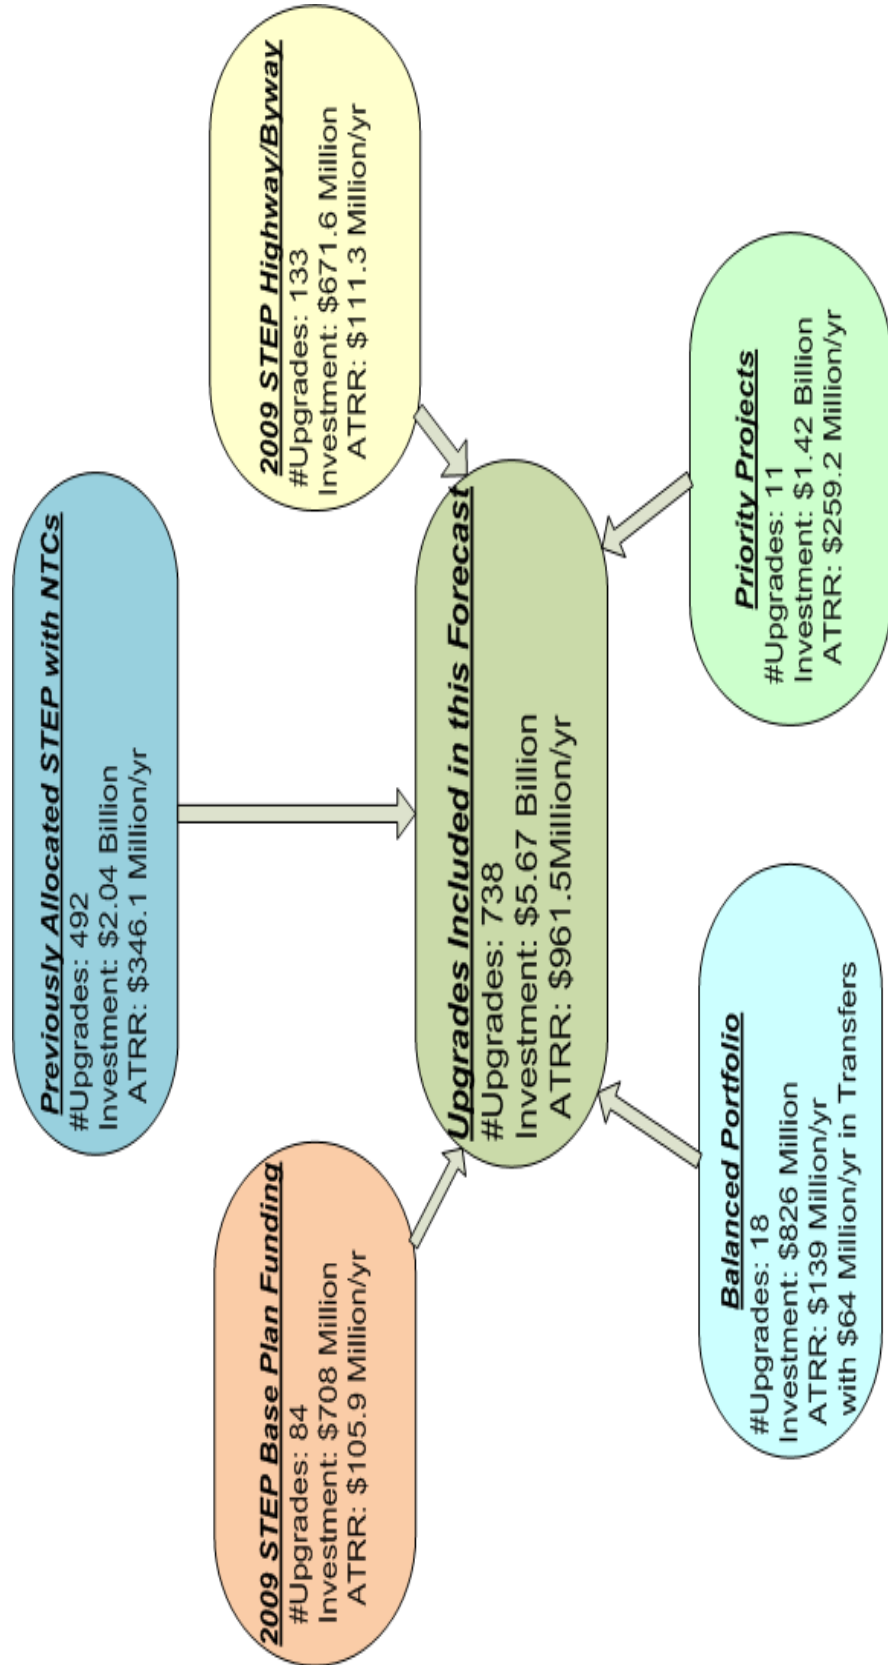 Previously Allocated STEP with NTCs
#Upgrades: 492
Investment: $2.04 Billion
ATRR: $346.1 Million/yr
2009 STEP Base Plan Funding
#Upgrades: 84
Investment: $708 Million
ATRR: $105.9 Million/yr
2009 STEP Highway/Byway
#Upgrades: 133
Investment: $671.6 Million
ATRR: $111.3 Million/yr
Upgrades Included in this Forecast
#Upgrades: 738
Investment: $5.67 Billion
ATRR: $961.5Million/yr
Balanced Portfolio
#Upgrades: 18
Investment: $826 Million
ATRR: $139 Million/yr
with $64 Million/yr in Transfers
Priority Projects
#Upgrades: 11
Investment: $1.42 Billion
ATRR: $259.2 Million/yr